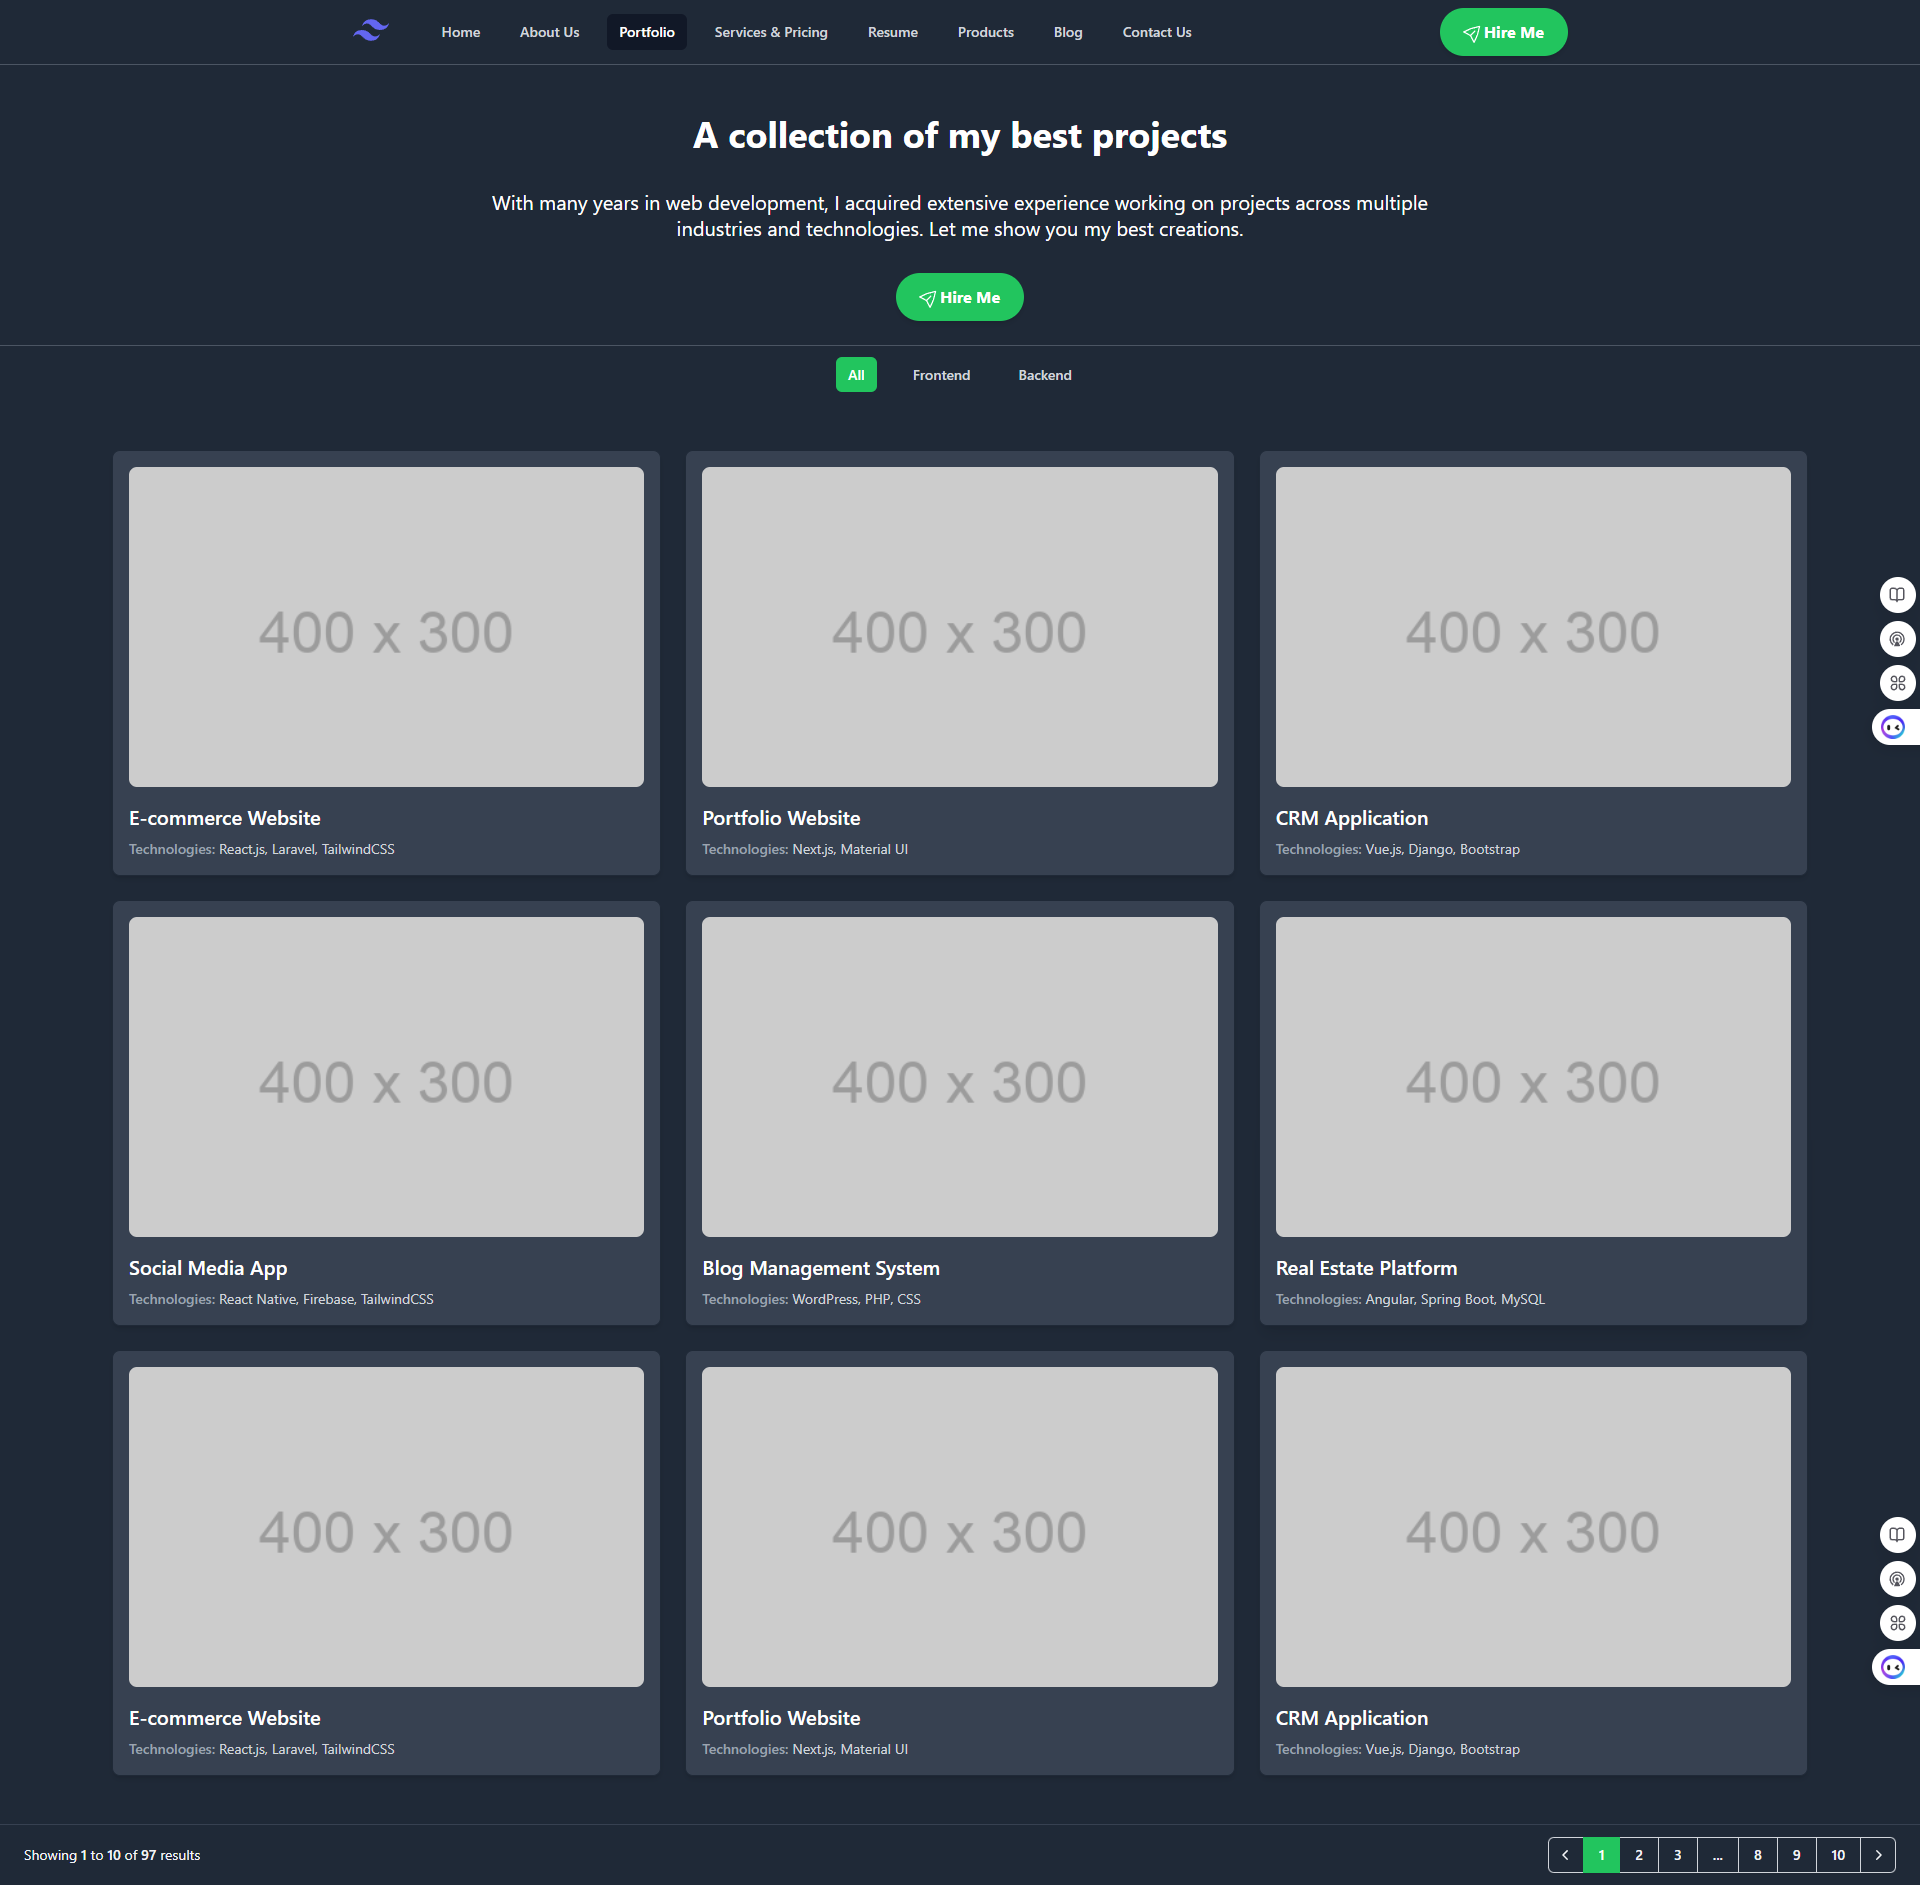 Home About Us Portfolio Services & Pricing Resume Products Blog Contact Us Hire Me
A collection of my best projects
With many years in web development, I acquired extensive experience working on projects across multiple
industries and technologies. Let me show you my best creations.
Hire Me
All Frontend Backend
400 x 300 400 x 300 400 x 300
E-commerce Website Portfolio Website CRM Application
Technologies: React.js, Laravel, TailwindCSS Technologies: Next.js, Material UI Technologies: Vue.js, Django, Bootstrap
400 x 300 400 x 300 400 x 300
Social Media App Blog Management System Real Estate Platform
Technologies: React Native, Firebase, TailwindCSS Technologies: WordPress, PHP, CSS Technologies: Angular, Spring Boot, MySQL
400 x 300 400 x 300 400 x 300
E-commerce Website Portfolio Website CRM Application
Technologies: React.js, Laravel, TailwindCSS Technologies: Next.js, Material UI Technologies: Vue.js, Django, Bootstrap
Showing 1 to 10 of 97 results 1 2 3 ... 8 9 10